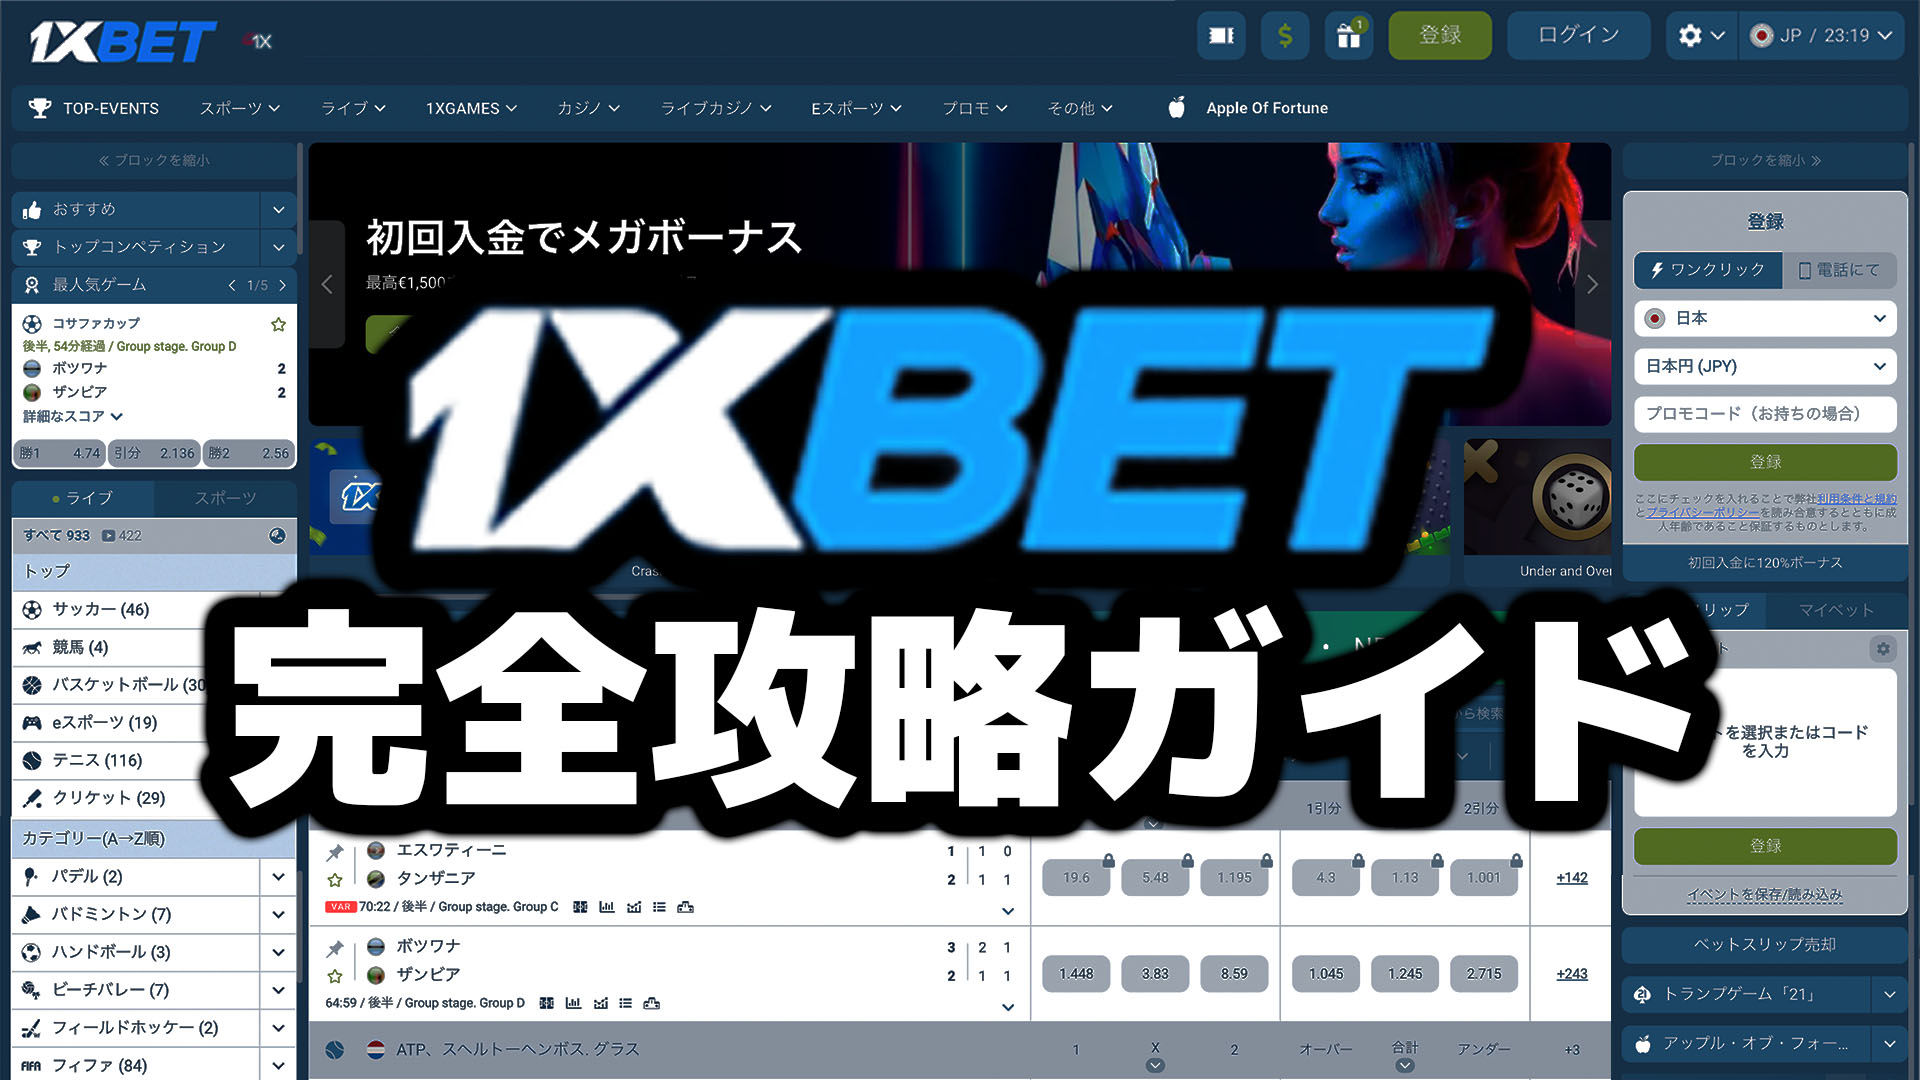 1XBET
1X
1
登録
ログイン
JP / 23:19
TOP-EVENTS
スポーツ
ライブ
1XGAMES
カジノ
ライブカジノ
Eスポーツ
プロモ
その他
Apple Of Fortune
ブロックを縮小
おすすめ
トップコンペティション
最人気ゲーム
1/5
コサファカップ
後半, 54分経過 / Group stage. Group D
ボツワナ 2
ザンビア 2
詳細なスコア
勝1 4.74 引分 2.136 勝2 2.56
ライブ
スポーツ
すべて 933 422
トップ
サッカー (46)
競馬 (4)
バスケットボール (30
eスポーツ (19)
テニス (116)
クリケット (29)
カテゴリー(A→Z順)
パデル (2)
バドミントン (7)
ハンドボール (3)
ビーチバレー (7)
フィールドホッケー (2)
FIFA フィファ (84)
初回入金でメガボーナス
最高€1,500
1XBET
完全攻略ガイド
Cras
Under and Over
から検索
1引分
2引分
エスワティーニ 1 1 0
タンザニア 2 1 1
VAR 70:22 / 後半 / Group stage. Group C
19.6 5.48 1.195 4.3 1.13 1.001 +142
ボツワナ 3 2 1
ザンビア 2 1 1
64:59 / 後半 / Group stage. Group D
1.448 3.83 8.59 1.045 1.245 2.715 +243
ATP、スヘルトーヘンボス. グラス
1 X 2 オーバー 合計 アンダー +3
ブロックを縮小
登録
ワンクリック
電話にて
日本
日本円 (JPY)
プロモコード（お持ちの場合）
登録
ここにチェックを入れることで弊社利用条件と規約
とプライバシーポリシーを読み合意するとともに成
人年齢であること保証するものとします。
初回入金に120%ボーナス
リップ
マイベット
トを選択またはコード
を入力
登録
イベントを保存/読み込み
ベットスリップ売却
21 トランプゲーム「21」
アップル・オブ・フォー...